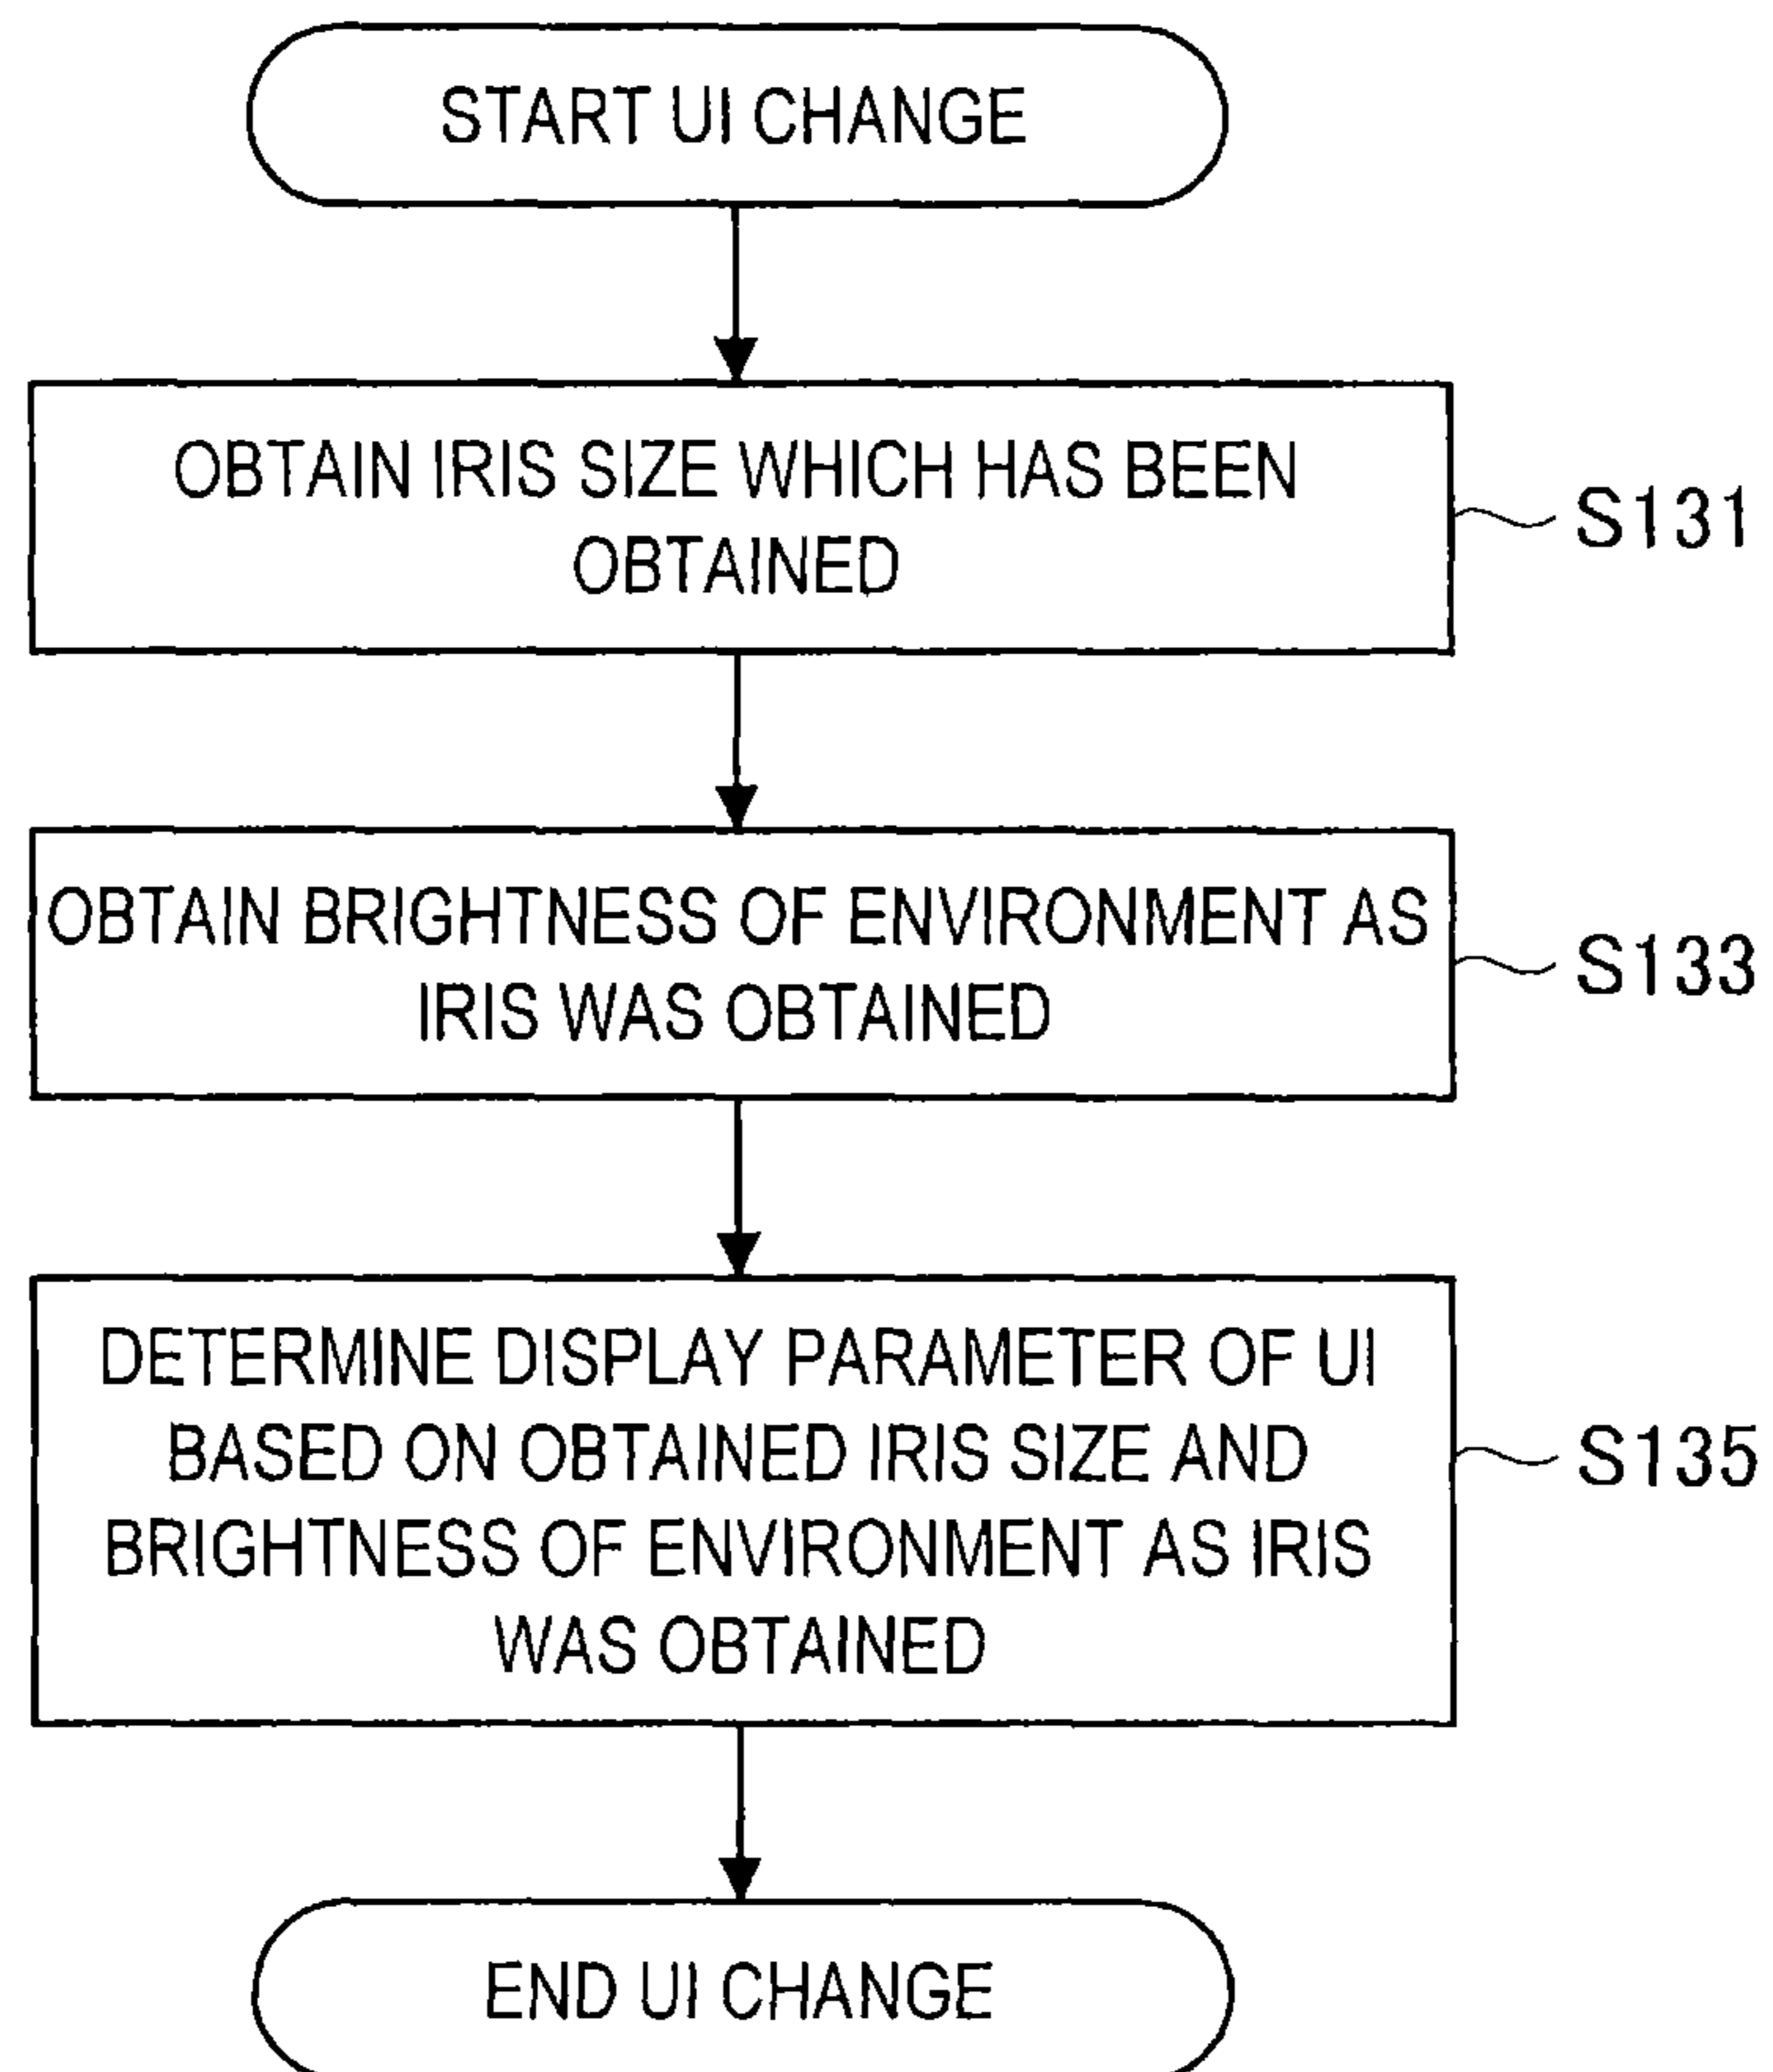 START UI CHANGE
OBTAIN IRIS SIZE WHICH HAS BEEN
OBTAINED
S131
OBTAIN BRIGHTNESS OF ENVIRONMENT AS
IRIS WAS OBTAINED
S133
DETERMINE DISPLAY PARAMETER OF UI
BASED ON OBTAINED IRIS SIZE AND
BRIGHTNESS OF ENVIRONMENT AS IRIS
WAS OBTAINED
S135
END UI CHANGE